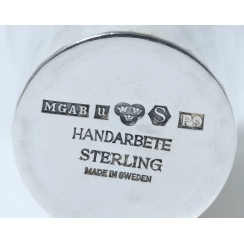 MGAB u S
HANDARBETE
STERLING
MADE IN SWEDEN